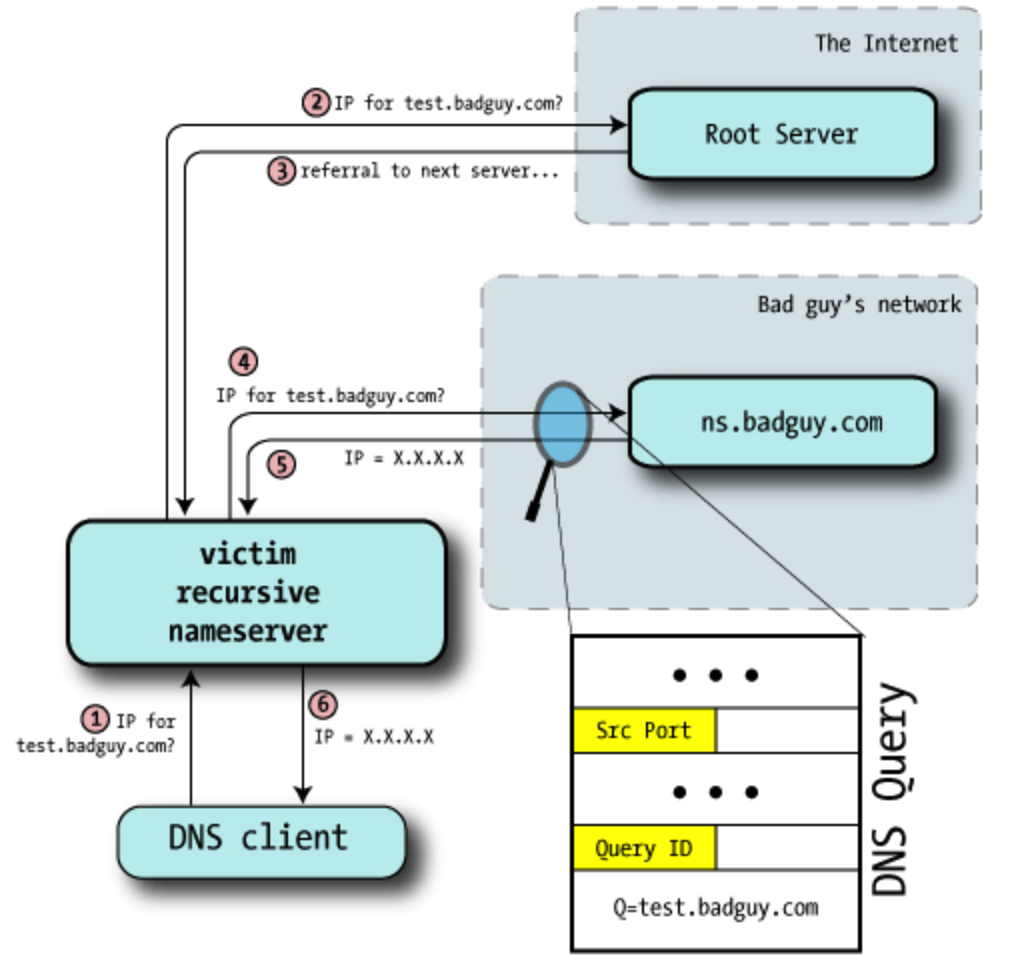 The Internet
2 IP for test.badguy.com?
Root Server
3 referral to next server...
Bad guy's network
4
IP for test.badguy.com?
ns.badguy.com
5
IP = X.X.X.X
victim
recursive
nameserver
1 IP for
test.badguy.com?
6
IP = X.X.X.X
DNS client
• • •
Src Port
• • •
Query ID
Q=test.badguy.com
DNS Query